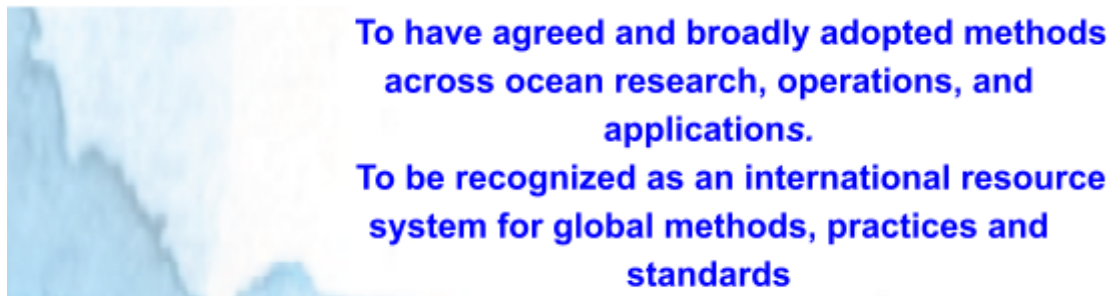 To have agreed and broadly adopted methods
across ocean research, operations, and
applications.
To be recognized as an international resource
system for global methods, practices and
standards